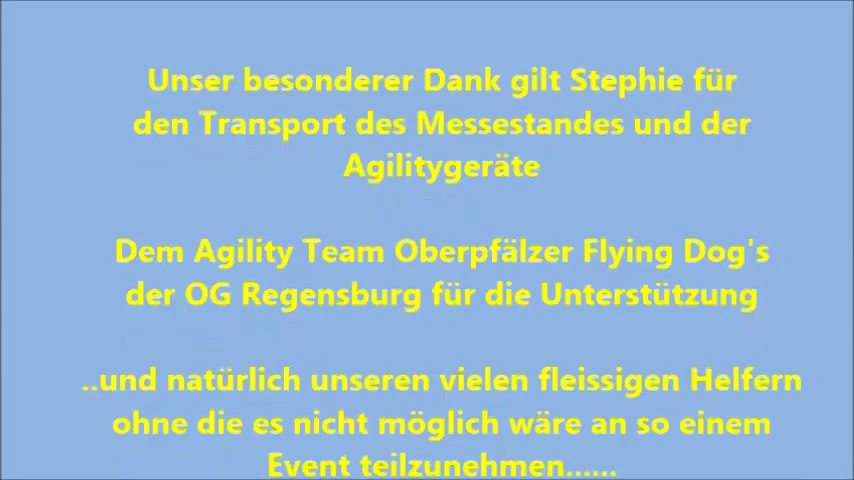 Unser besonderer Dank gilt Stephie für
den Transport des Messestandes und der
Agilitygeräte
Dem Agility Team Oberpfälzer Flying Dog's
der OG Regensburg für die Unterstützung
..und natürlich unseren vielen fleissigen Helfern
ohne die es nicht möglich wäre an so einem
Event teilzunehmen......